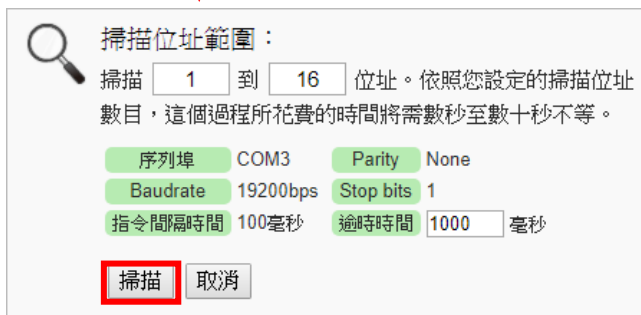 掃描位址範圍：
掃描 1 到 16 位址。依照您設定的掃描位址
數目，這個過程所花費的時間將需數秒至數十秒不等。
序列埠 COM3 Parity None
Baudrate 19200bps Stop bits 1
指令間隔時間 100毫秒 逾時時間 1000 毫秒
掃描 取消